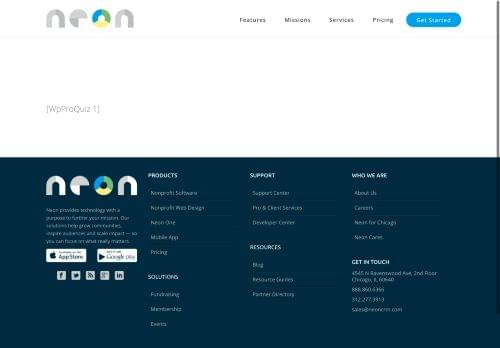 neon
Features Missions Services Pricing Get Started
[WpProQuiz 1]
neon
Neon provides technology with a
purpose to further your mission. Our
solutions help grow communities,
inspire audiences and scale impact — so
you can focus on what really matters.
App Store
Google play
PRODUCTS
Nonprofit Software
Nonprofit Web Design
Neon One
Mobile App
Pricing
SOLUTIONS
Fundraising
Membership
Events
SUPPORT
Support Center
Pro & Client Services
Developer Center
RESOURCES
Blog
Resource Guides
Partner Directory
WHO WE ARE
About Us
Careers
Neon for Chicago
Neon Cares
GET IN TOUCH
4545 N Ravenswood Ave, 2nd Floor
Chicago, IL 60640
888.860.6366
312.277.3913
sales@neoncrm.com